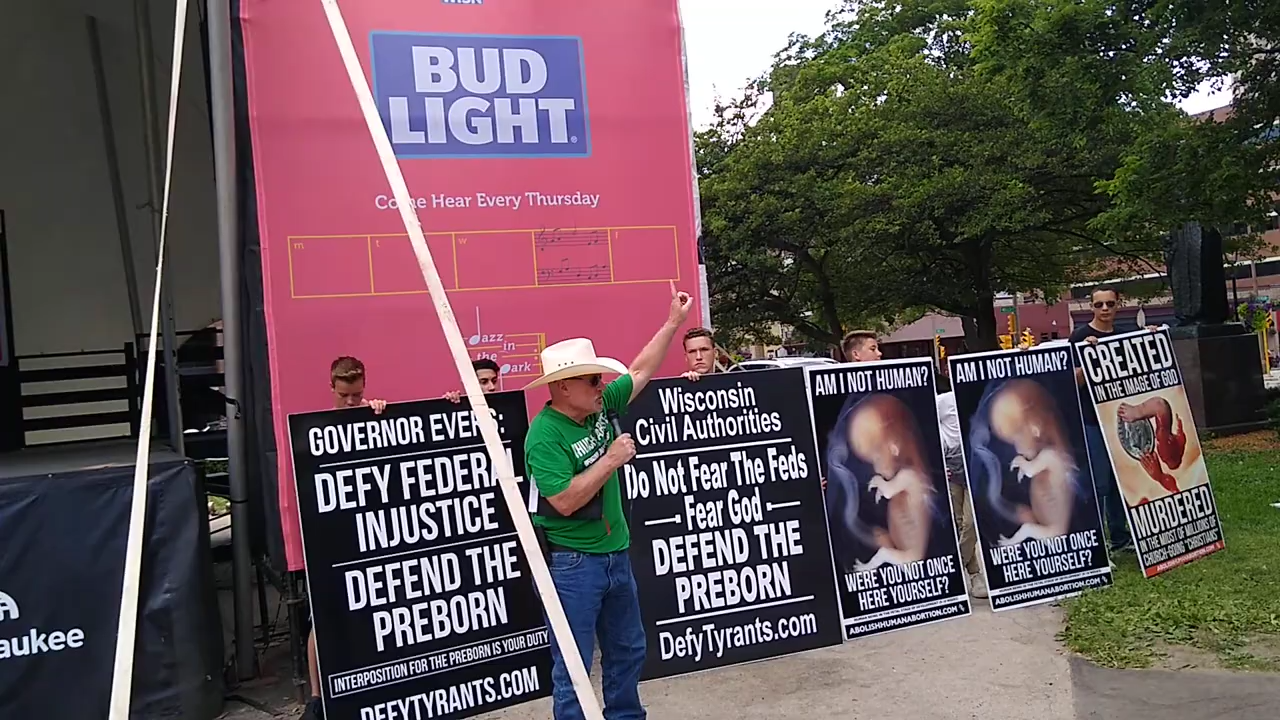 BUD
LIGHT
Come Hear Every Thursday
m t w f
Jazz
in
the
Park
GOVERNOR EVERS:
DEFY FEDERAL
INJUSTICE
DEFEND THE
PREBORN
INTERPOSITION FOR THE PREBORN IS YOUR DUTY
DEFYTYRANTS.COM
Wisconsin
Civil Authorities
Do Not Fear The Feds
Fear God
DEFEND THE
PREBORN
DefyTyrants.com
AM I NOT HUMAN?
WERE YOU NOT ONCE
HERE YOURSELF?
ABOLISHHUMANABORTION.COM
AM I NOT HUMAN?
WERE YOU NOT ONCE
HERE YOURSELF?
ABOLISHHUMANABORTION.COM
CREATED
IN THE IMAGE OF GOD
MURDERED
IN THE MIDST OF MILLIONS OF
CHURCH-GOING "CHRISTIANS"
aukee